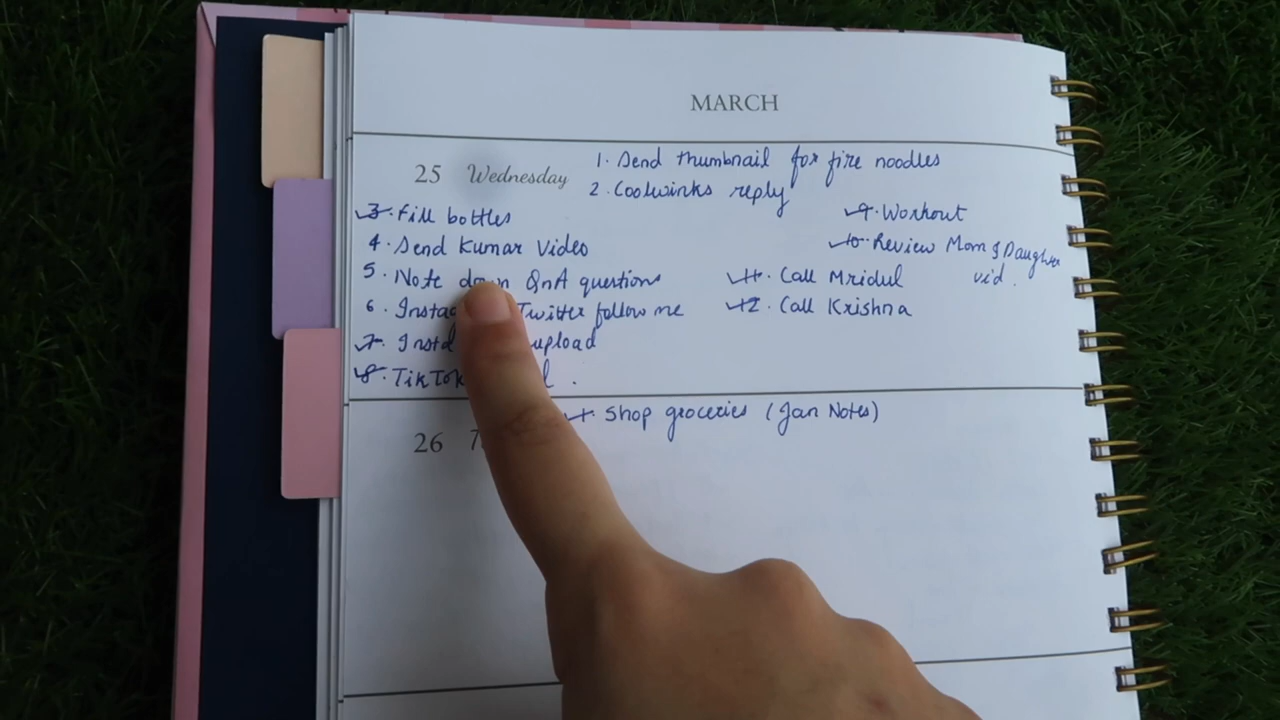 MARCH
25 Wednesday
1. Send thumbnail for fire noodles
2. Coolwinks reply
3. Fill bottles
4. Send Kumar Video
5. Note down QnA questions
6. Twitter follow me
7. upload
8. TikTok
9. Workout
10. Review Mom & Daughter
vid.
11. Call Mridul
12. Call Krishna
26
1. Shop groceries (Jan Notes)